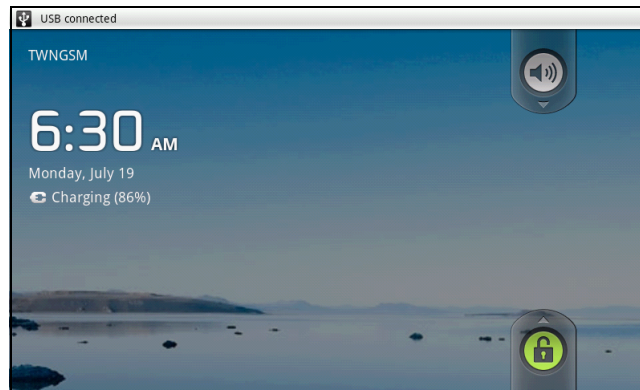 USB connected
TWNGSM
6:30 AM
Monday, July 19
Charging (86%)